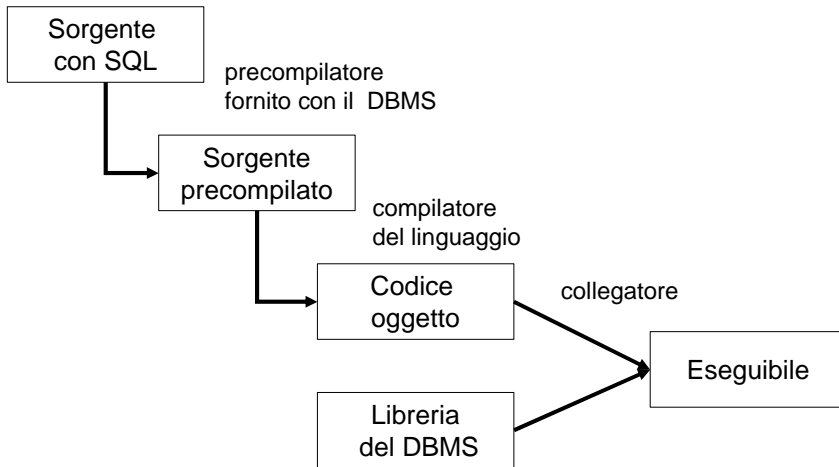 Sorgente
con SQL
precompilatore
fornito con il DBMS
Sorgente
precompilato
compilatore
del linguaggio
Codice
oggetto
collegatore
Eseguibile
Libreria
del DBMS